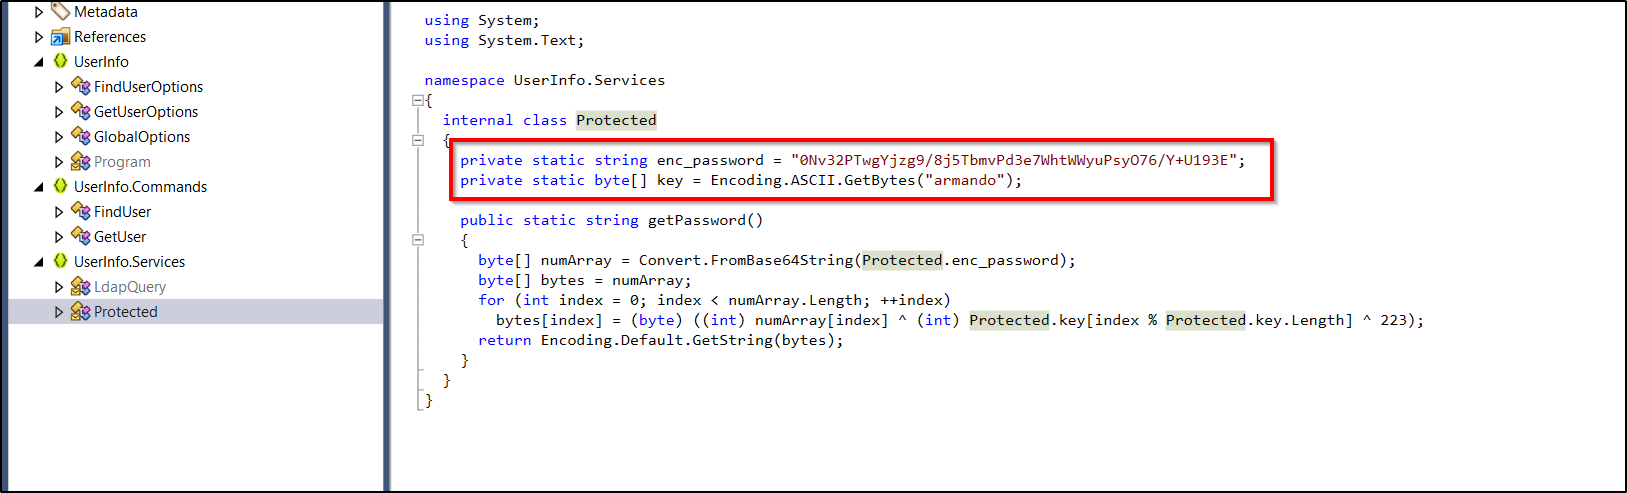 Metadata
References
UserInfo
FindUserOptions
GetUserOptions
GlobalOptions
Program
UserInfo.Commands
FindUser
GetUser
UserInfo.Services
LdapQuery
Protected
using System;
using System.Text;
namespace UserInfo.Services
{
internal class Protected
{
private static string enc_password = "0Nv32PTwgYjzg9/8j5TbmvPd3e7WhtWWyuPsyO76/Y+U193E";
private static byte[] key = Encoding.ASCII.GetBytes("armando");
public static string getPassword()
{
byte[] numArray = Convert.FromBase64String(Protected.enc_password);
byte[] bytes = numArray;
for (int index = 0; index < numArray.Length; ++index)
bytes[index] = (byte) ((int) numArray[index] ^ (int) Protected.key[index % Protected.key.Length] ^ 223);
return Encoding.Default.GetString(bytes);
}
}
}